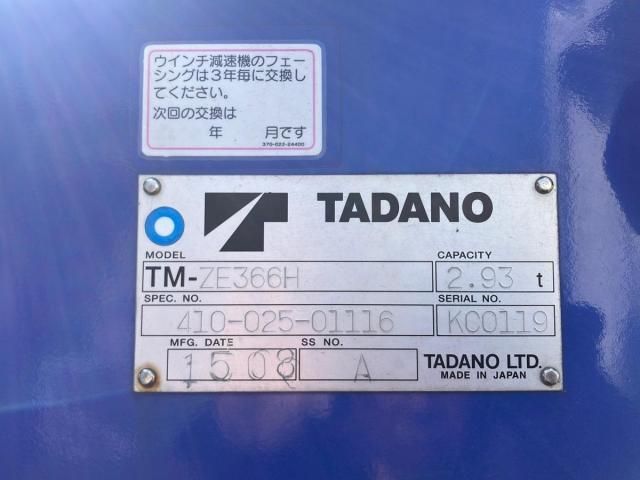 ウインチ減速機のフェー
シングは３年毎に交換し
てください。
次回の交換は
年 月です
370-023-24400
TADANO
MODEL CAPACITY
TM-ZE366H 2.93 t
SPEC. NO. SERIAL NO.
410-025-01116 KC0119
MFG. DATE SS NO.
1508 A TADANO LTD.
MADE IN JAPAN